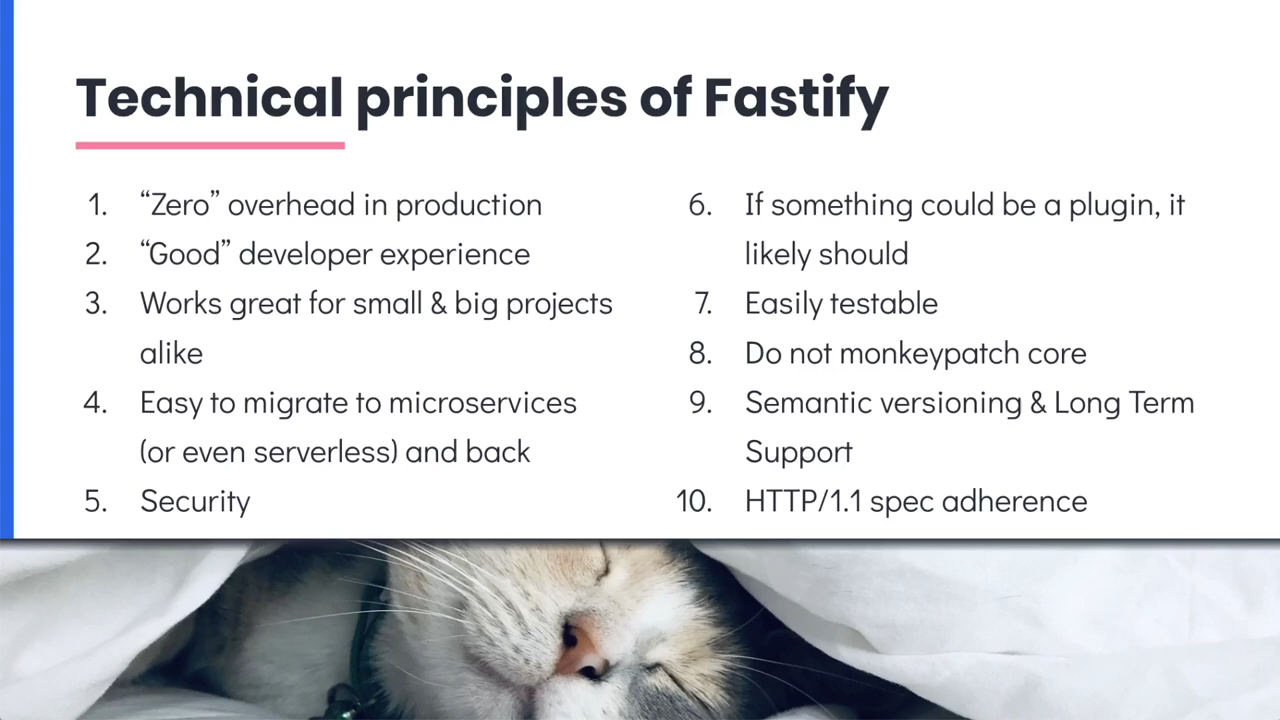 Technical principles of Fastify
1. “Zero” overhead in production
2. “Good” developer experience
3. Works great for small & big projects
alike
4. Easy to migrate to microservices
(or even serverless) and back
5. Security
6. If something could be a plugin, it
likely should
7. Easily testable
8. Do not monkeypatch core
9. Semantic versioning & Long Term
Support
10. HTTP/1.1 spec adherence